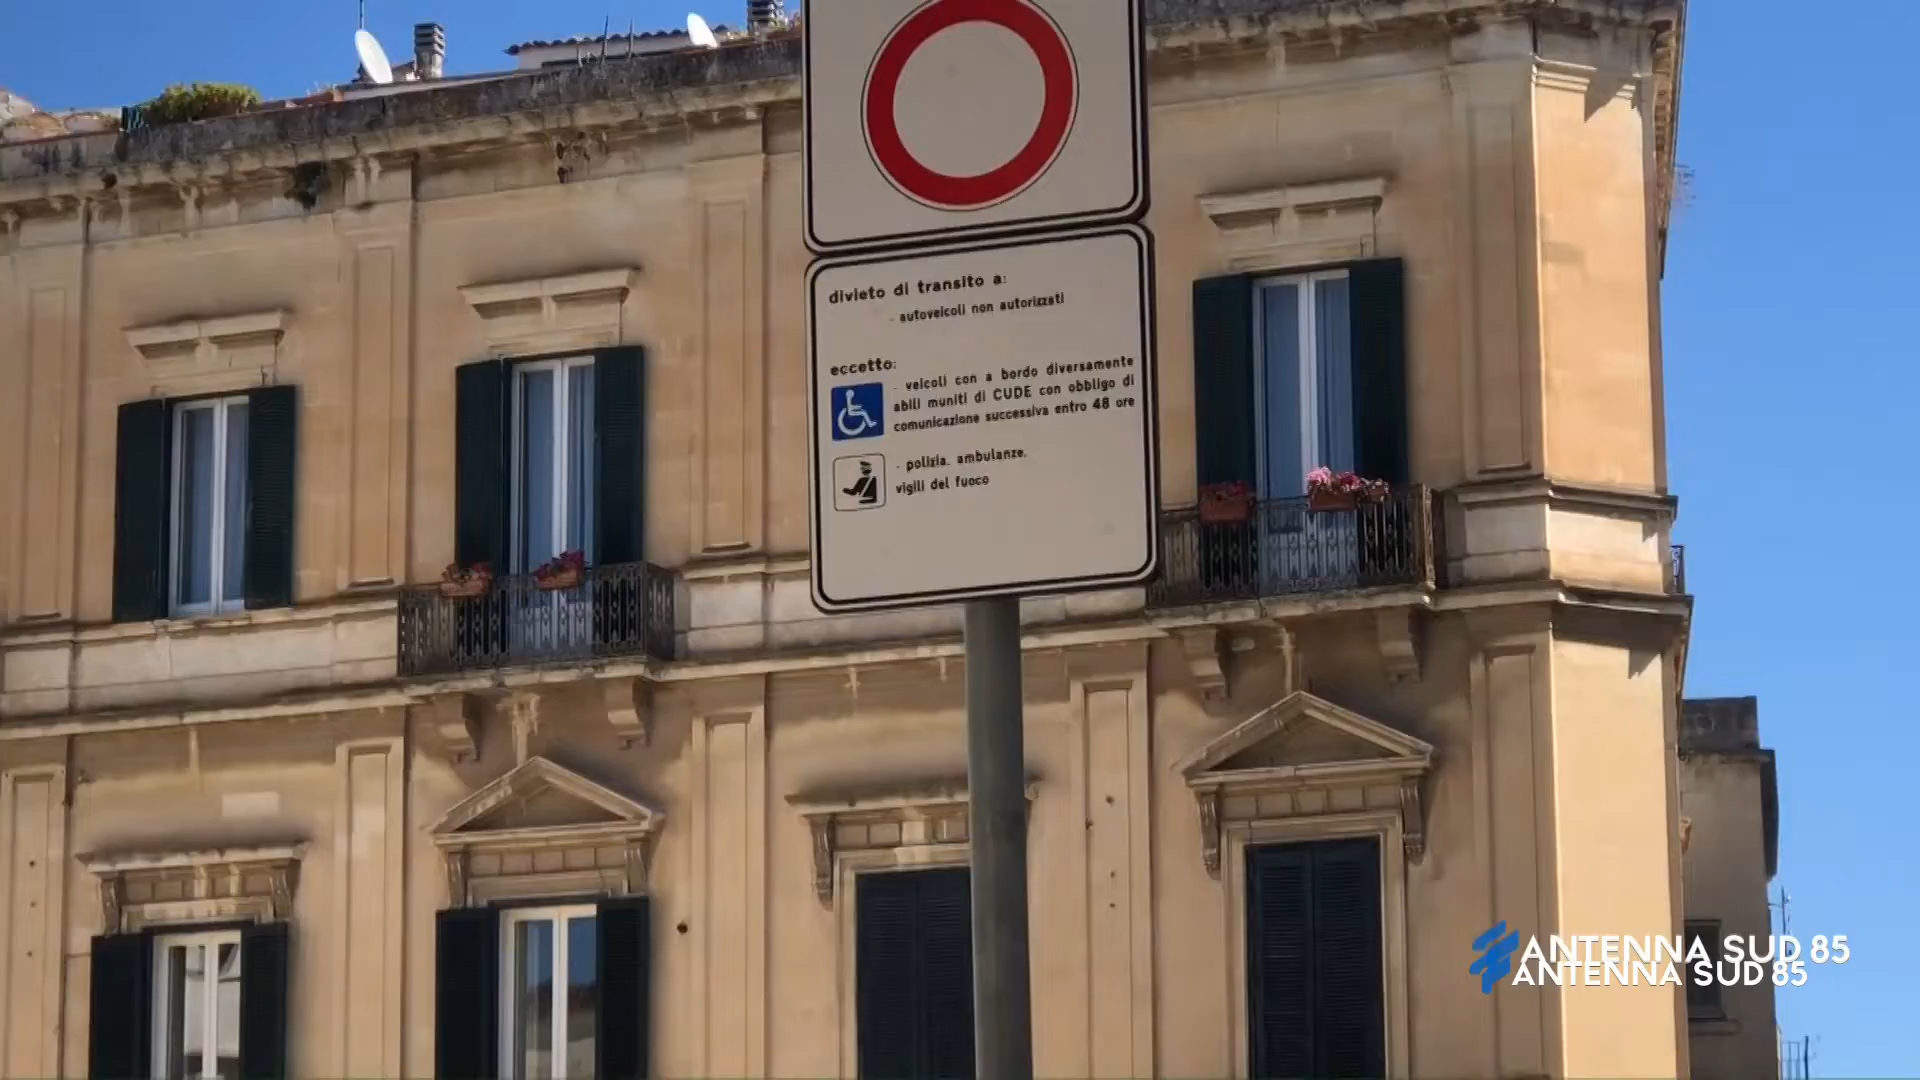 divieto di transito a:
- autoveicoli non autorizzati
eccetto:
- veicoli con a bordo diversamente
abili muniti di CUDE con obbligo di
comunicazione successiva entro 48 ore
- polizia, ambulanze,
vigili del fuoco
ANTENNA SUD 85
ANTENNA SUD 85